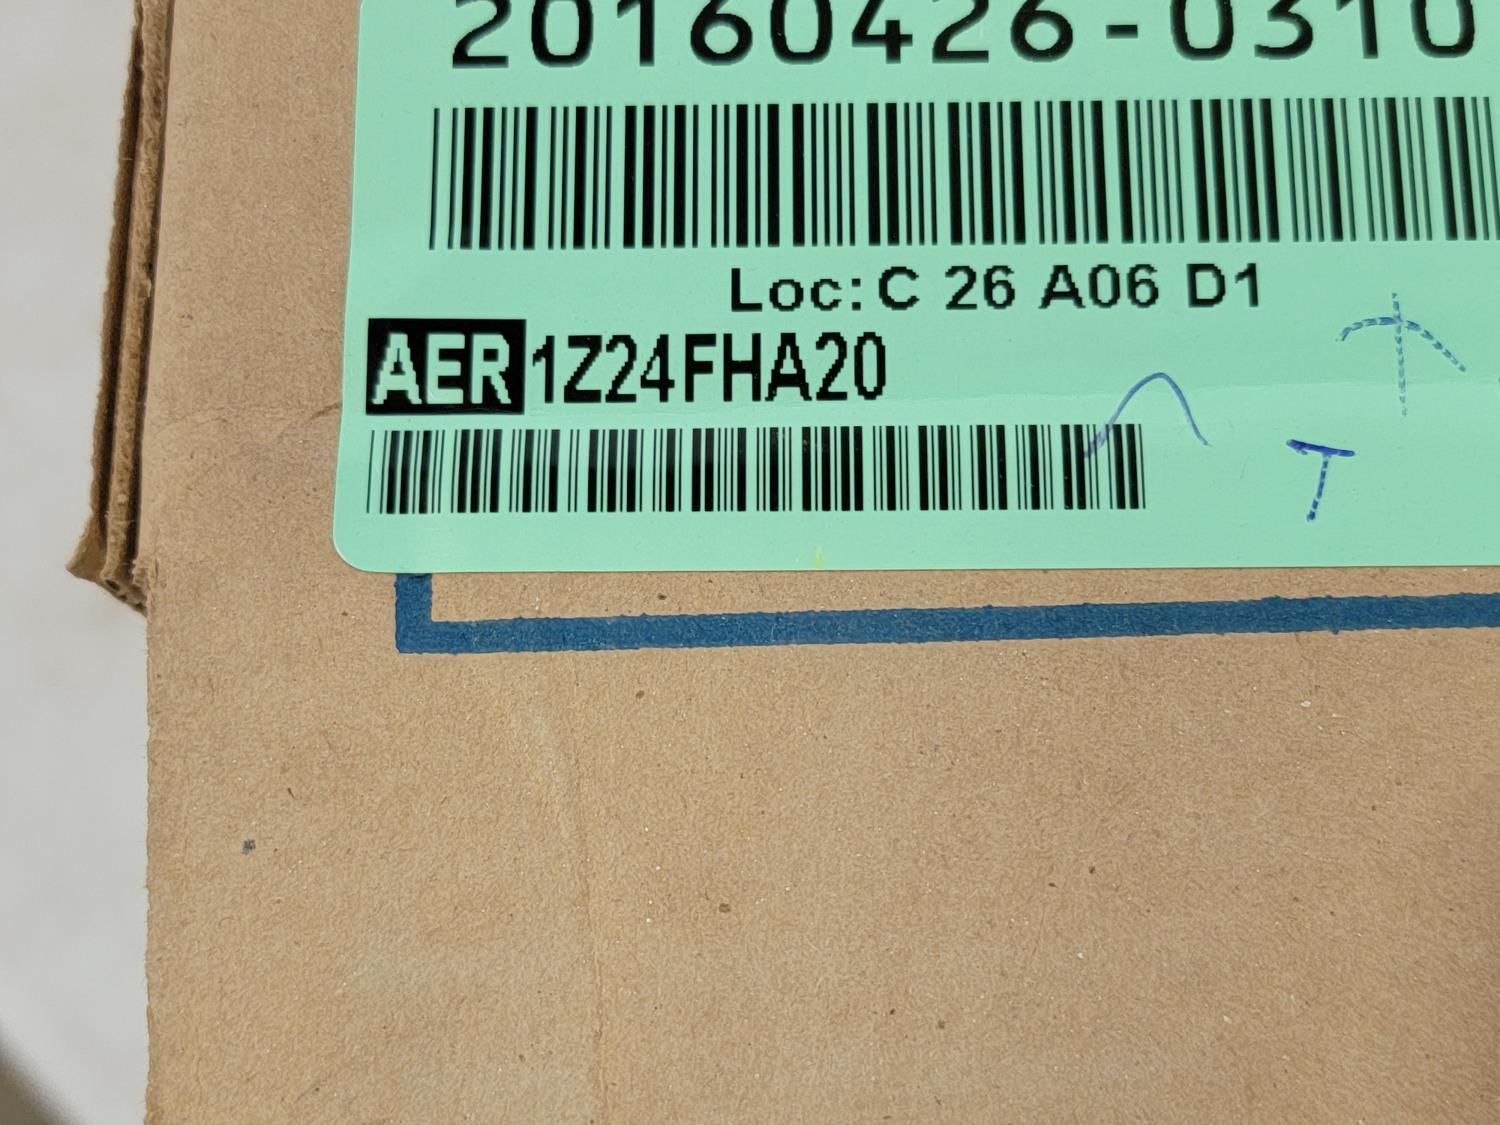 20160426-0310
Loc: C 26 A06 D1
AER 1Z24FHA20
T